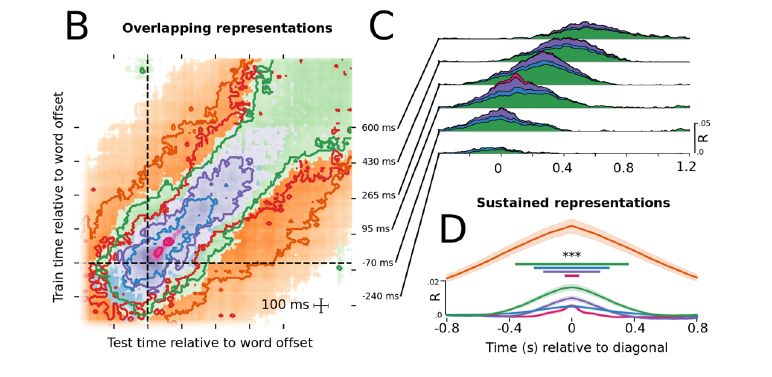 B
Overlapping representations
Train time relative to word offset
100 ms
Test time relative to word offset
600 ms
430 ms
265 ms
95 ms
-70 ms
-240 ms
C
.05
R
.0
0 0.4 0.8 1.2
Sustained representations
D
***
.02
R
.0
-0.8 -0.4 0 0.4 0.8
Time (s) relative to diagonal